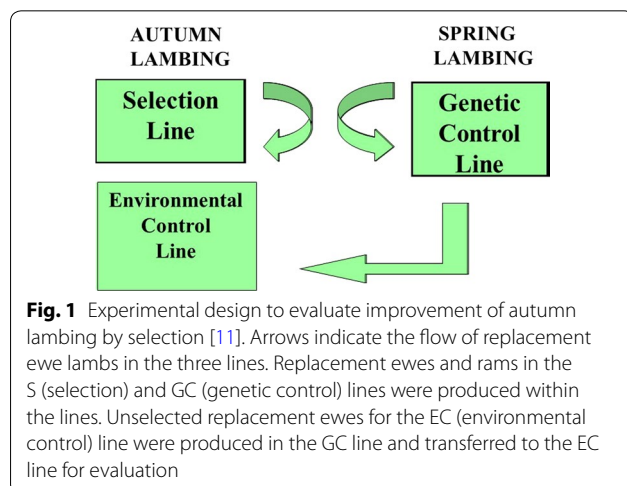 AUTUMN LAMBING
SPRING LAMBING
Selection
Line
Genetic
Control
Line
Environmental
Control
Line
Fig. 1 Experimental design to evaluate improvement of autumn
lambing by selection [11]. Arrows indicate the flow of replacement
ewe lambs in the three lines. Replacement ewes and rams in the
S (selection) and GC (genetic control) lines were produced within
the lines. Unselected replacement ewes for the EC (environmental
control) line were produced in the GC line and transferred to the EC
line for evaluation